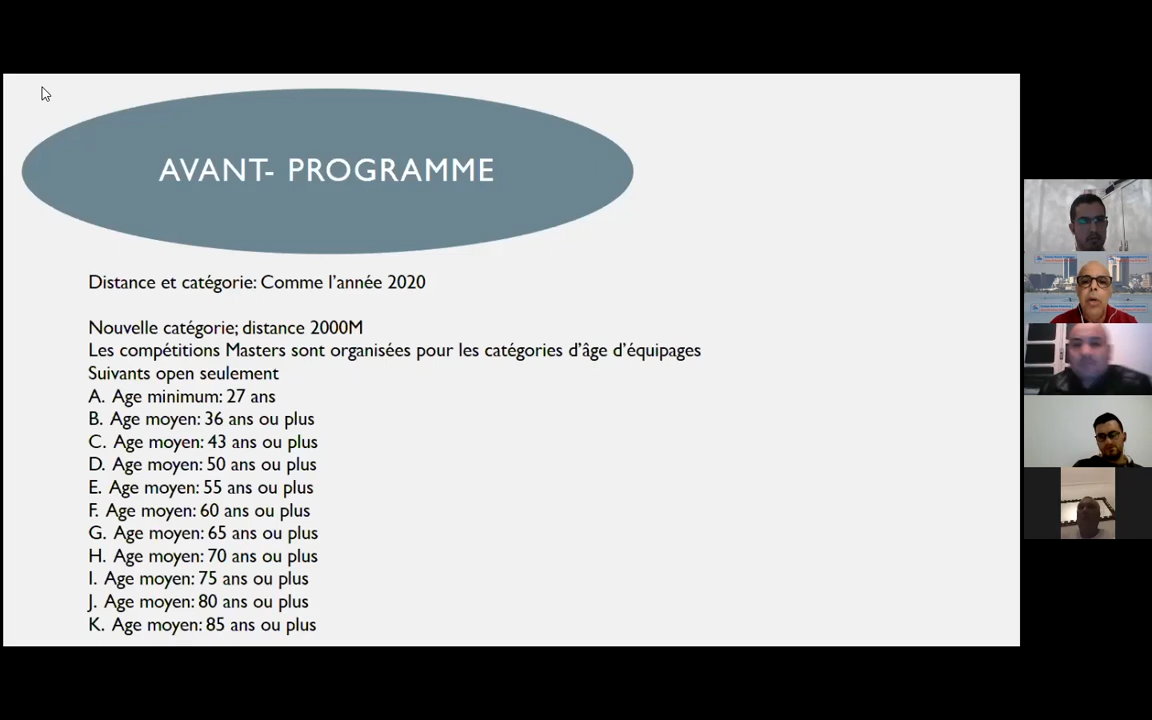 AVANT- PROGRAMME
Distance et catégorie: Comme l'année 2020
Nouvelle catégorie; distance 2000M
Les compétitions Masters sont organisées pour les catégories d'âge d'équipages
Suivants open seulement
A. Age minimum: 27 ans
B. Age moyen: 36 ans ou plus
C. Age moyen: 43 ans ou plus
D. Age moyen: 50 ans ou plus
E. Age moyen: 55 ans ou plus
F. Age moyen: 60 ans ou plus
G. Age moyen: 65 ans ou plus
H. Age moyen: 70 ans ou plus
I. Age moyen: 75 ans ou plus
J. Age moyen: 80 ans ou plus
K. Age moyen: 85 ans ou plus